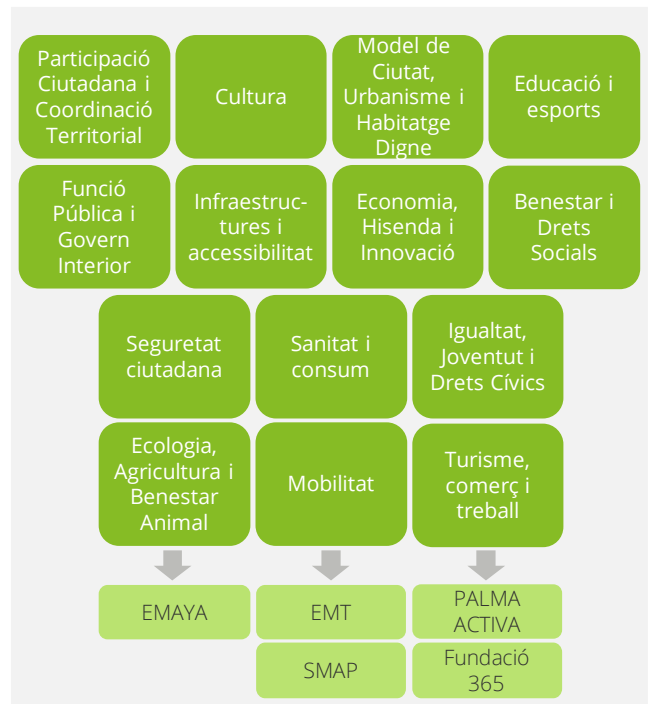 Participació
Ciutadana i
Coordinació
Territorial
Cultura
Model de
Ciutat,
Urbanisme i
Habitatge
Digne
Educació i
esports
Funció
Pública i
Govern
Interior
Infraestruc-
tures i
accessibilitat
Economia,
Hisenda i
Innovació
Benestar i
Drets
Socials
Seguretat
ciutadana
Sanitat i
consum
Igualtat,
Joventut i
Drets Cívics
Ecologia,
Agricultura i
Benestar
Animal
Mobilitat
Turisme,
comerç i
treball
EMAYA
EMT
PALMA
ACTIVA
SMAP
Fundació
365